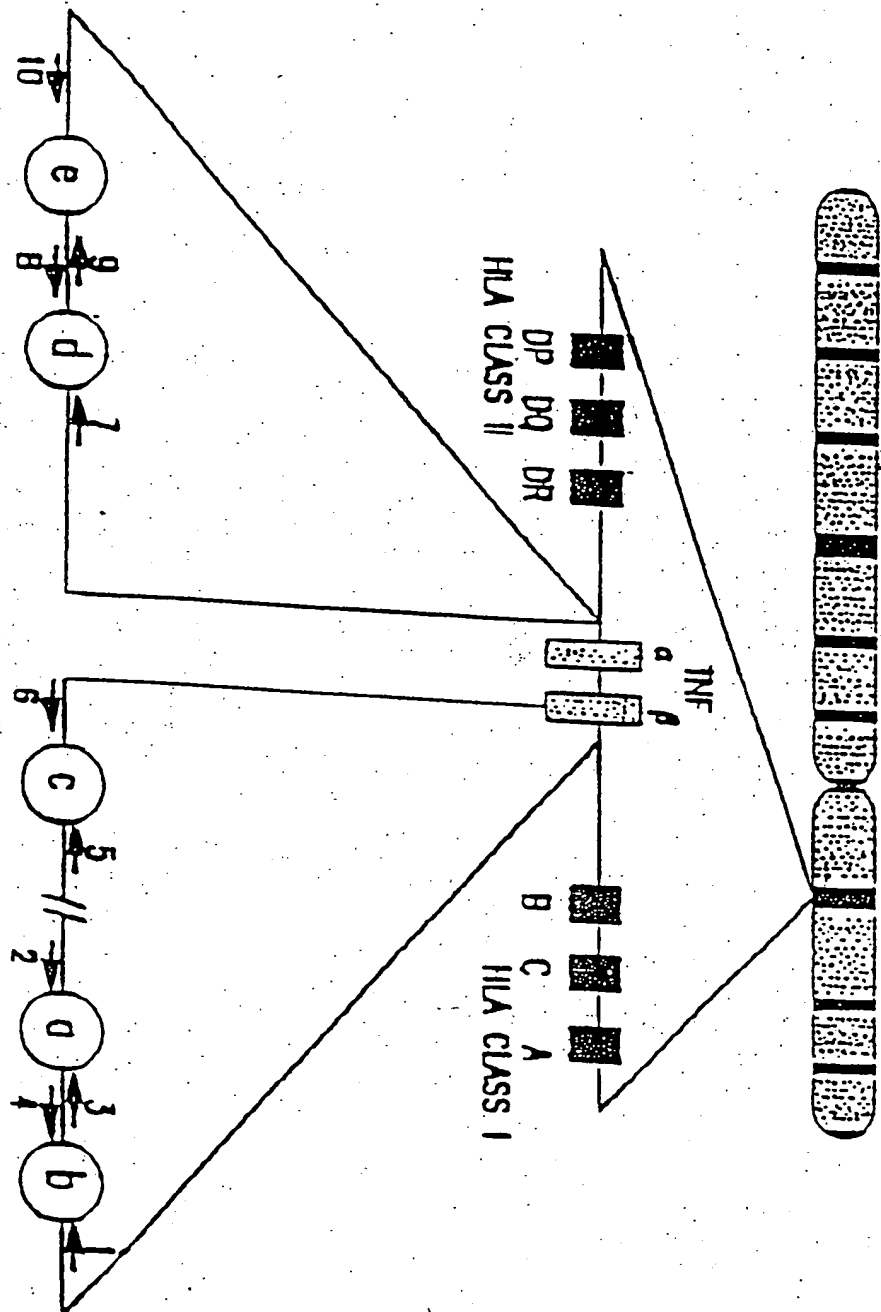 TNF
α β
DP DQ DR B C A
HLA CLASS II HLA CLASS I
9 7 5 3 1
e d c a b
10 8 6 2 4